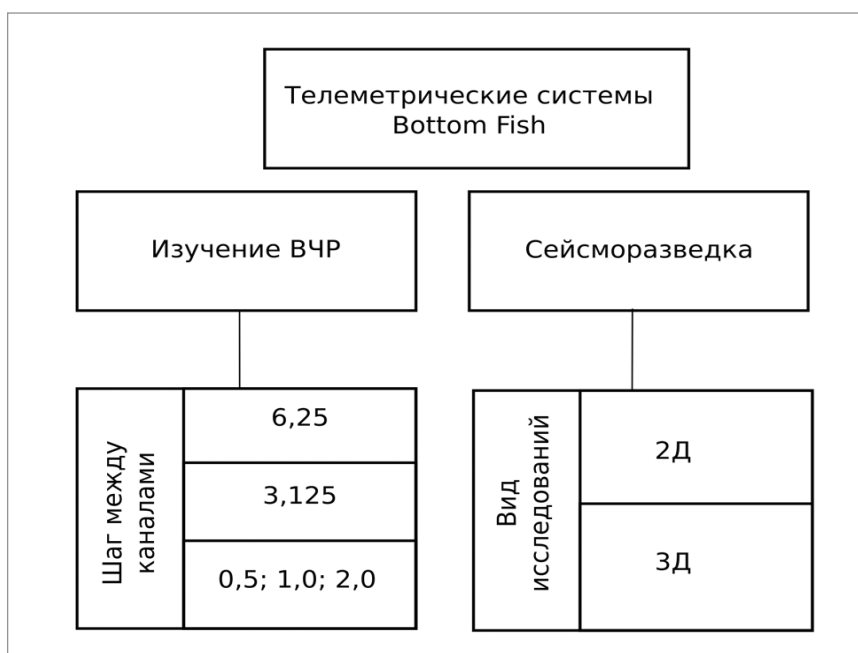 Телеметрические системы
Bottom Fish
Изучение ВЧР
Сейсморазведка
Шаг между
каналами
6,25
3,125
0,5; 1,0; 2,0
Вид
исследований
2Д
3Д